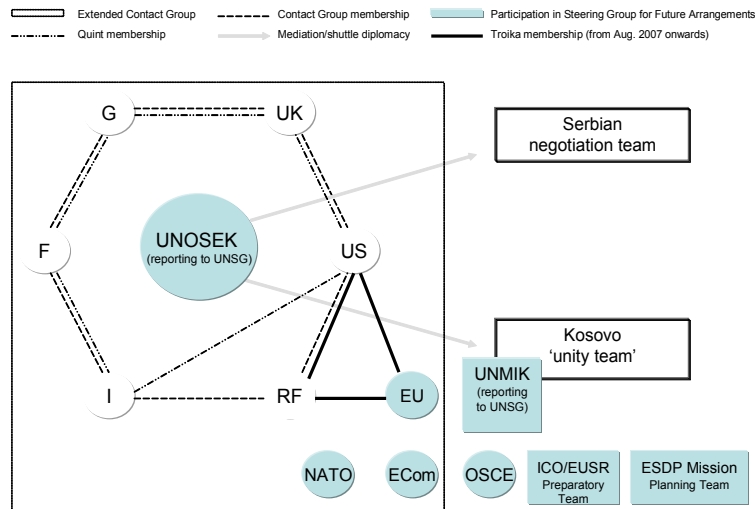 Extended Contact Group
Contact Group membership
Participation in Steering Group for Future Arrangements
Quint membership
Mediation/shuttle diplomacy
Troika membership (from Aug. 2007 onwards)
G
UK
Serbian
negotiation team
UNOSEK
(reporting to UNSG)
F
US
Kosovo
‘unity team’
UNMIK
(reporting
to UNSG)
I
RF
EU
NATO
ECom
OSCE
ICO/EUSR
Preparatory
Team
ESDP Mission
Planning Team